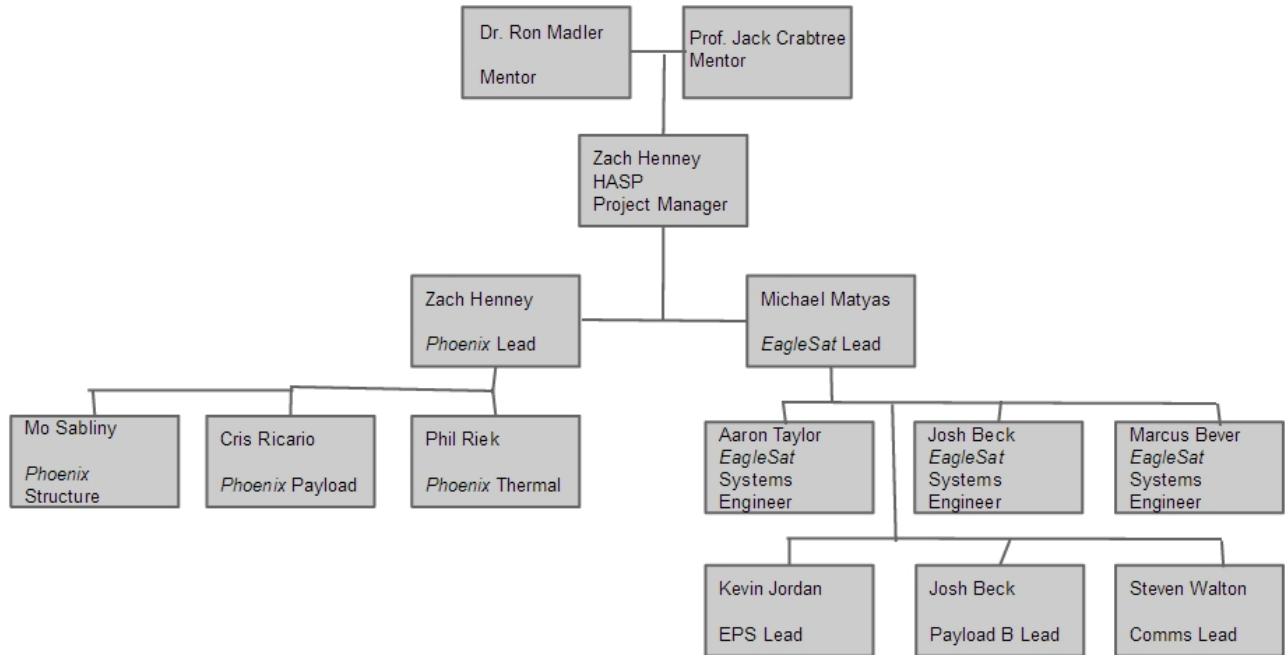 Dr. Ron Madler
Mentor
Prof. Jack Crabtree
Mentor
Zach Henney
HASP
Project Manager
Zach Henney
Phoenix Lead
Michael Matyas
EagleSat Lead
Mo Sabliny
Phoenix
Structure
Cris Ricario
Phoenix Payload
Phil Riek
Phoenix Thermal
Aaron Taylor
EagleSat
Systems
Engineer
Josh Beck
EagleSat
Systems
Engineer
Marcus Bever
EagleSat
Systems
Engineer
Kevin Jordan
EPS Lead
Josh Beck
Payload B Lead
Steven Walton
Comms Lead